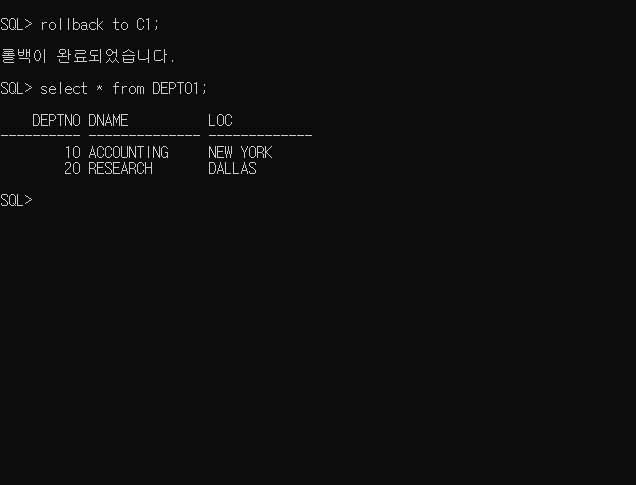 SQL> rollback to C1;
롤백이 완료되었습니다.
SQL> select * from DEPT01;
DEPTNO DNAME LOC
---------- -------------- -------------
10 ACCOUNTING NEW YORK
20 RESEARCH DALLAS
SQL>